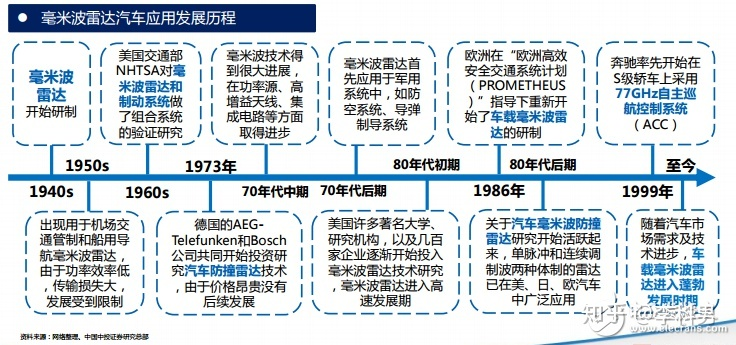 ● 毫米波雷达汽车应用发展历程
毫米波
雷达
开始研制
美国交通部
NHTSA对毫
米波雷达和
制动系统做
了组合系统
的验证研究
毫米波技术得
到很大进展,
在功率源、高
增益天线、集
成电路等方面
取得进步
毫米波雷达首
先应用于军用
系统中,如防
空系统、导弹
制导系统
欧洲在“欧洲高效
安全交通系统计划
(PROMETHEUS
)”指导下重新开
始了车载毫米波雷
达的研制
奔驰率先开始在
S级轿车上采用
77GHz自主巡
航控制系统
(ACC)
1950s
1973年
80年代初期
80年代后期
至今
1940s
1960s
70年代中期
70年代后期
1986年
1999年
出现用于机场交
通管制和船用导
航毫米波雷达,
由于功率效率低
,传输损失大,
发展受到限制
德国的AEG-
Telefunken和Bosch
公司共同开始投资研
究汽车防撞雷达技术,
由于价格昂贵没有
后续发展
美国许多著名大学、
研究机构,以及几百
家企业逐渐开始投入
毫米波雷达技术研究,
毫米波雷达进入高
速发展期
关于汽车毫米波防撞
雷达研究开始活跃起
来,单脉冲和连续调
制波两种体制的雷达
已在美、日、欧汽车
中广泛应用
随着汽车市
场需求及技
术进步,车
载毫米波雷
达进入蓬勃
发展时期
资料来源:网络整理、中国中投证券研究总部
知乎 @李科男